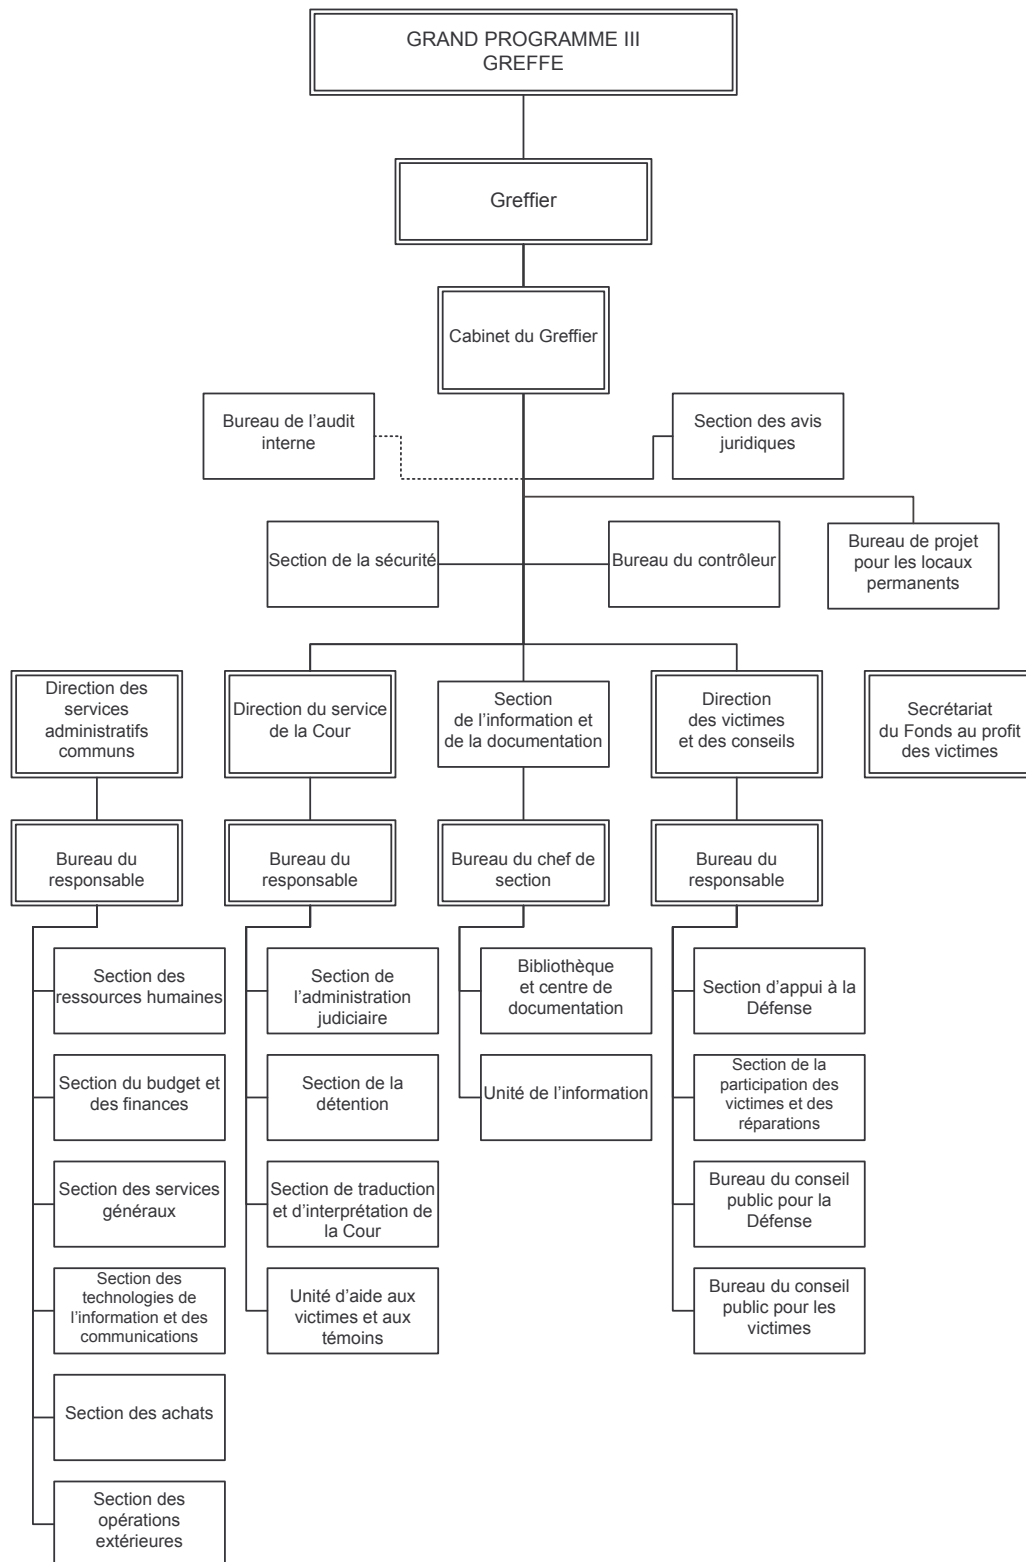 GRAND PROGRAMME III
GREFFE
Greffier
Cabinet du Greffier
Bureau de l’audit
interne
Section des avis
juridiques
Section de la sécurité
Bureau du contrôleur
Bureau de projet
pour les locaux
permanents
Direction des
services
administratifs
communs
Direction du service
de la Cour
Section
de l’information et
de la documentation
Direction
des victimes
et des conseils
Secrétariat
du Fonds au profit
des victimes
Bureau du
responsable
Bureau du
responsable
Bureau du chef de
section
Bureau du
responsable
Section des
ressources humaines
Section de
l’administration
judiciaire
Bibliothèque
et centre de
documentation
Section d’appui à la
Défense
Section du budget et
des finances
Section de la
détention
Unité de l’information
Section de la
participation des
victimes et des
réparations
Section des services
généraux
Section de traduction
et d’interprétation de
la Cour
Bureau du conseil
public pour la
Défense
Section des
technologies de
l’information et des
communications
Unité d’aide aux
victimes et aux
témoins
Bureau du conseil
public pour les
victimes
Section des achats
Section des
opérations
extérieures